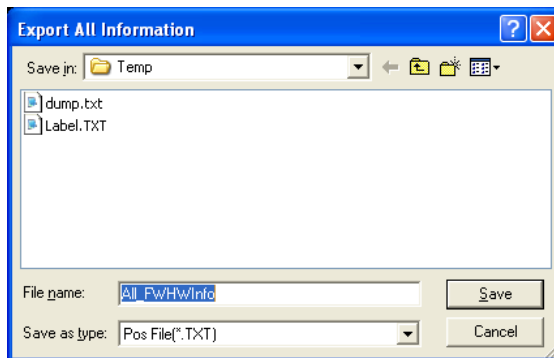 Export All Information
Save in: Temp
dump.txt
Label.TXT
File name: All_FWHWInfo Save
Save as type: Pos File(*.TXT) Cancel